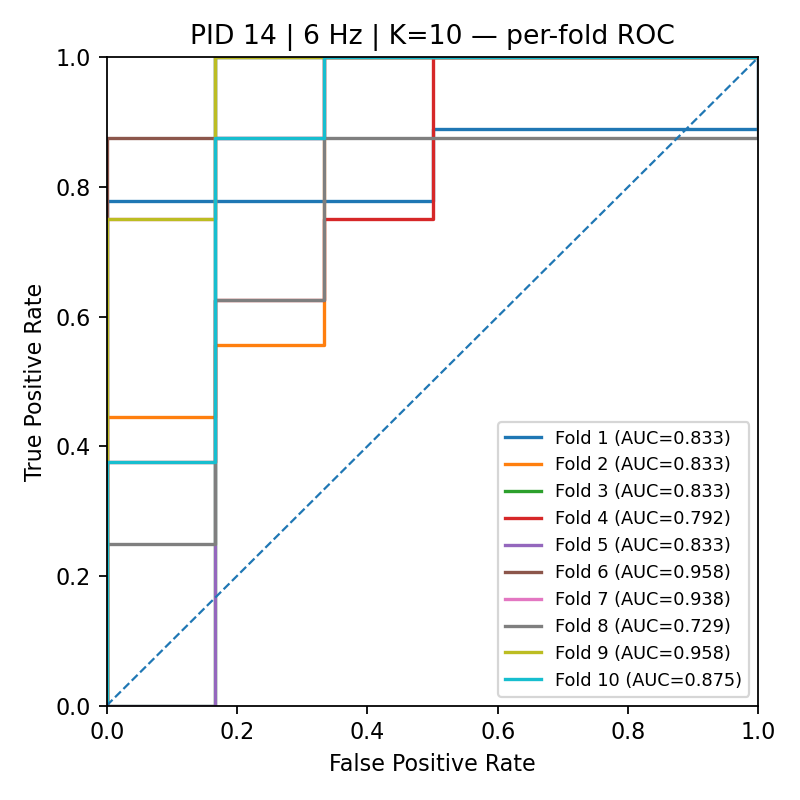 PID 14 | 6 Hz | K=10 — per-fold ROC
True Positive Rate
1.0
0.8
0.6
0.4
0.2
0.0
Fold 1 (AUC=0.833)
Fold 2 (AUC=0.833)
Fold 3 (AUC=0.833)
Fold 4 (AUC=0.792)
Fold 5 (AUC=0.833)
Fold 6 (AUC=0.958)
Fold 7 (AUC=0.938)
Fold 8 (AUC=0.729)
Fold 9 (AUC=0.958)
Fold 10 (AUC=0.875)
0.0 0.2 0.4 0.6 0.8 1.0
False Positive Rate